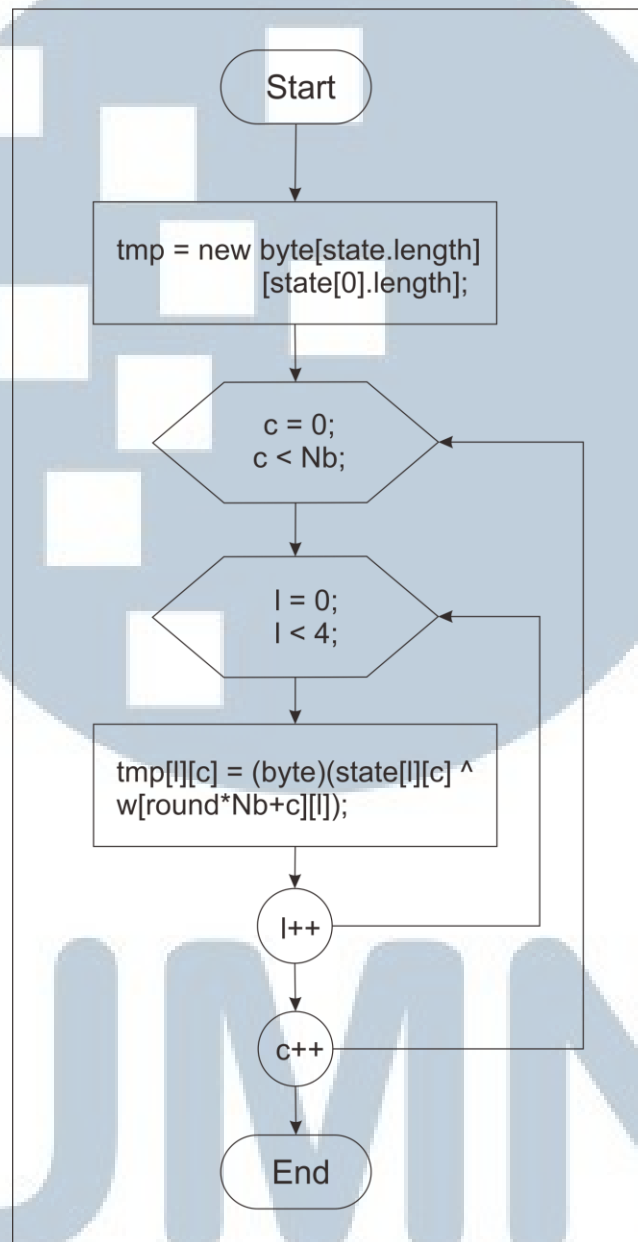 Start
tmp = new byte[state.length]
[state[0].length];
c = 0;
c < Nb;
l = 0;
l < 4;
tmp[l][c] = (byte)(state[l][c] ^
w[round*Nb+c][l]);
l++
c++
End
UMN